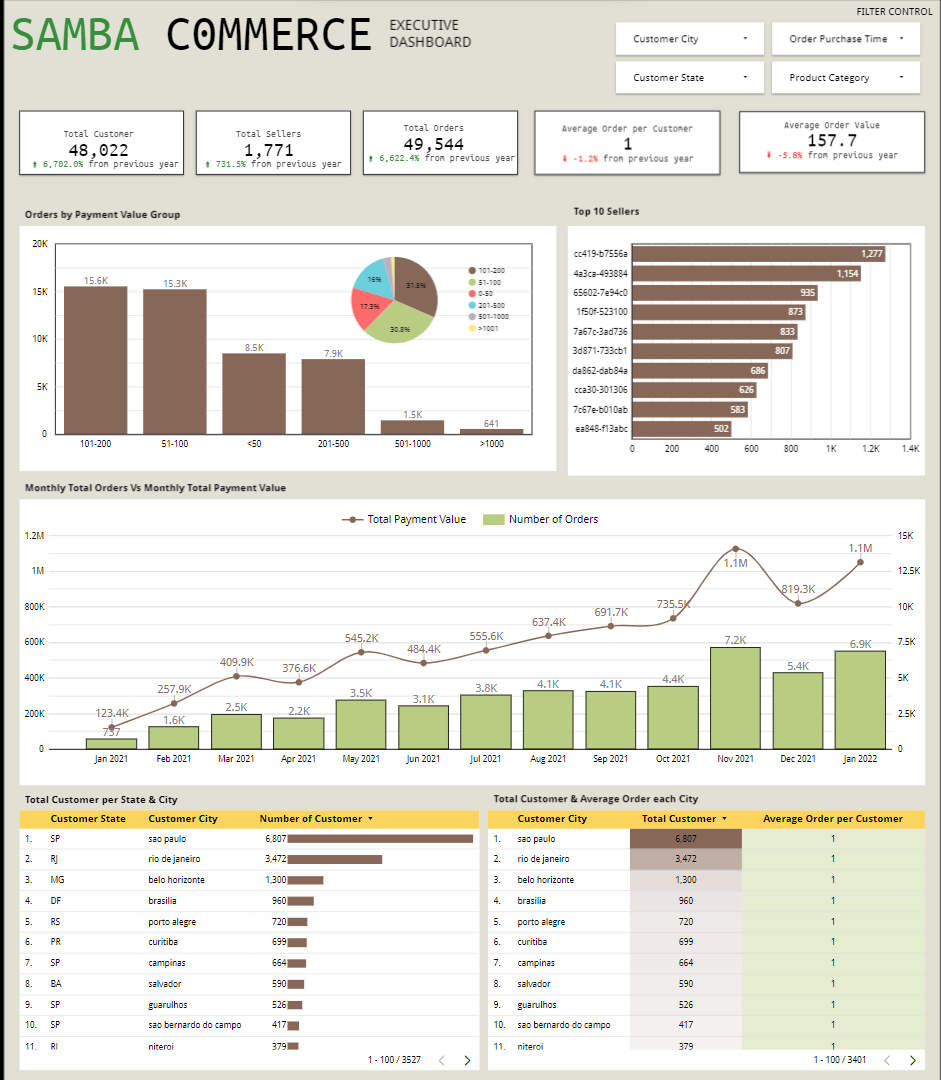 FILTER CONTROL
SAMBA COMMERCE EXECUTIVE
DASHBOARD
Customer City
Order Purchase Time
Customer State
Product Category
Total Customer
48,022
6,702.0% from previous year
Total Sellers
1,771
731.5% from previous year
Total Orders
49,544
6,622.4% from previous year
Average Order per Customer
1
-1.2% from previous year
Average Order Value
157.7
-5.8% from previous year
Orders by Payment Value Group
20K
15K
10K
5K
0
15.6K
15.3K
8.5K
7.9K
1.5K
641
101-200
51-100
<50
201-500
501-1000
>1000
31.5%
30.8%
17.3%
16%
101-200
51-100
0-50
201-500
501-1000
>1001
Top 10 Sellers
cc419-b7556a 1,277
4a3ca-493884 1,154
65602-7e94c0 935
1f50f-523100 873
7a67c-3ad736 833
3d871-733cb1 807
da862-dab84a 686
cca30-301306 626
7c67e-b010ab 583
ea848-f13abc 502
0 200 400 600 800 1K 1.2K 1.4K
Monthly Total Orders Vs Monthly Total Payment Value
Total Payment Value Number of Orders
1.2M
1M
800K
600K
400K
200K
0
15K
12.5K
10K
7.5K
5K
2.5K
0
123.4K
257.9K
409.9K
376.6K
545.2K
484.4K
555.6K
637.4K
691.7K
735.5K
1.1M
819.3K
1.1M
757
1.6K
2.5K
2.2K
3.5K
3.1K
3.8K
4.1K
4.1K
4.4K
7.2K
5.4K
6.9K
Jan 2021 Feb 2021 Mar 2021 Apr 2021 May 2021 Jun 2021 Jul 2021 Aug 2021 Sep 2021 Oct 2021 Nov 2021 Dec 2021 Jan 2022
Total Customer per State & City
Customer State Customer City Number of Customer
1. SP sao paulo 6,807
2. RJ rio de janeiro 3,472
3. MG belo horizonte 1,300
4. DF brasilia 960
5. RS porto alegre 720
6. PR curitiba 699
7. SP campinas 664
8. BA salvador 590
9. SP guarulhos 526
10. SP sao bernardo do campo 417
11. RJ niteroi 379
1 - 100 / 3527
Total Customer & Average Order each City
Customer City Total Customer Average Order per Customer
1. sao paulo 6,807 1
2. rio de janeiro 3,472 1
3. belo horizonte 1,300 1
4. brasilia 960 1
5. porto alegre 720 1
6. curitiba 699 1
7. campinas 664 1
8. salvador 590 1
9. guarulhos 526 1
10. sao bernardo do campo 417 1
11. niteroi 379 1
1 - 100 / 3401